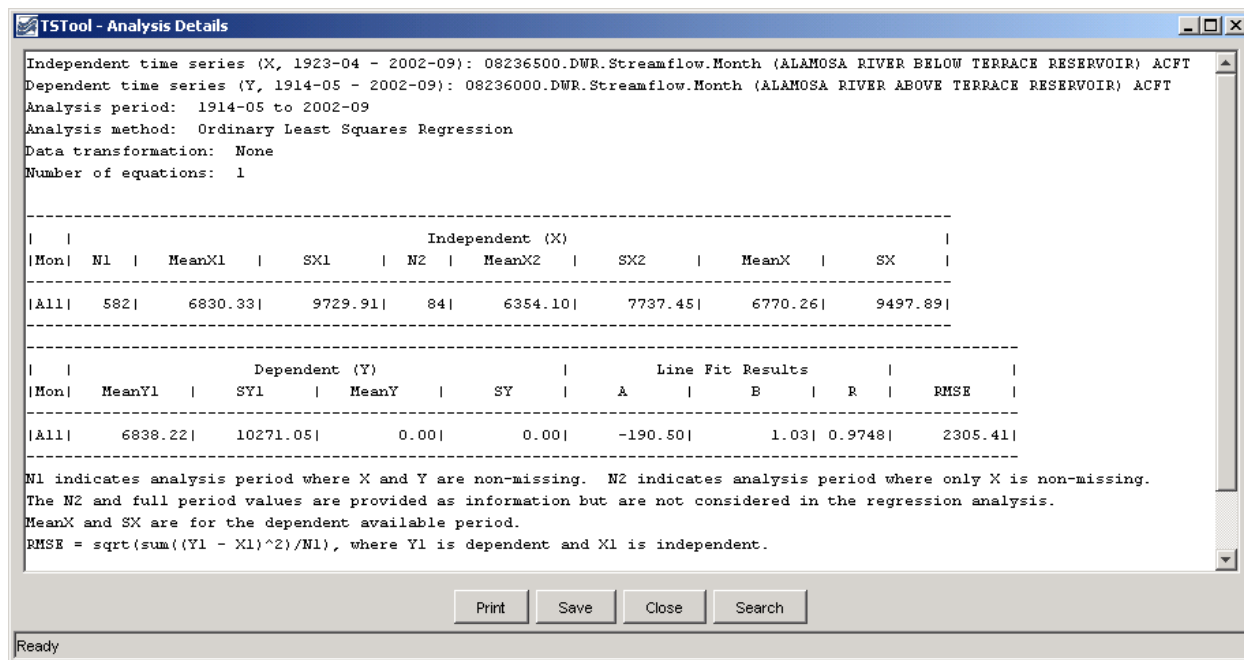 TSTool - Analysis Details
Independent time series (X, 1923-04 - 2002-09): 08236500.DWR.Streamflow.Month (ALAMOSA RIVER BELOW TERRACE RESERVOIR) ACFT
Dependent time series (Y, 1914-05 - 2002-09): 08236000.DWR.Streamflow.Month (ALAMOSA RIVER ABOVE TERRACE RESERVOIR) ACFT
Analysis period:  1914-05 to 2002-09
Analysis method:  Ordinary Least Squares Regression
Data transformation:  None
Number of equations:  1
--------------------------------------------------------------------------------------------------------------------
|   |                                             Independent (X)                                                |
|Mon|  N1  |    MeanX1    |     SX1      |  N2  |    MeanX2    |     SX2      |     MeanX    |      SX      |
--------------------------------------------------------------------------------------------------------------------
|All|   582|       6830.33|       9729.91|    84|       6354.10|       7737.45|       6770.26|       9497.89|
--------------------------------------------------------------------------------------------------------------------
----------------------------------------------------------------------------------------------------------------------------
|   |                       Dependent (Y)                       |           Line Fit Results           |              |
|Mon|    MeanY1    |     SY1      |    MeanY     |      SY      |      A       |       B      |   R   |     RMSE     |
----------------------------------------------------------------------------------------------------------------------------
|All|       6838.22|      10271.05|          0.00|          0.00|       -190.50|          1.03| 0.9748|       2305.41|
----------------------------------------------------------------------------------------------------------------------------
N1 indicates analysis period where X and Y are non-missing.  N2 indicates analysis period where only X is non-missing.
The N2 and full period values are provided as information but are not considered in the regression analysis.
MeanX and SX are for the dependent available period.
RMSE = sqrt(sum((Y1 - X1)^2)/N1), where Y1 is dependent and X1 is independent.
Print Save Close Search
Ready